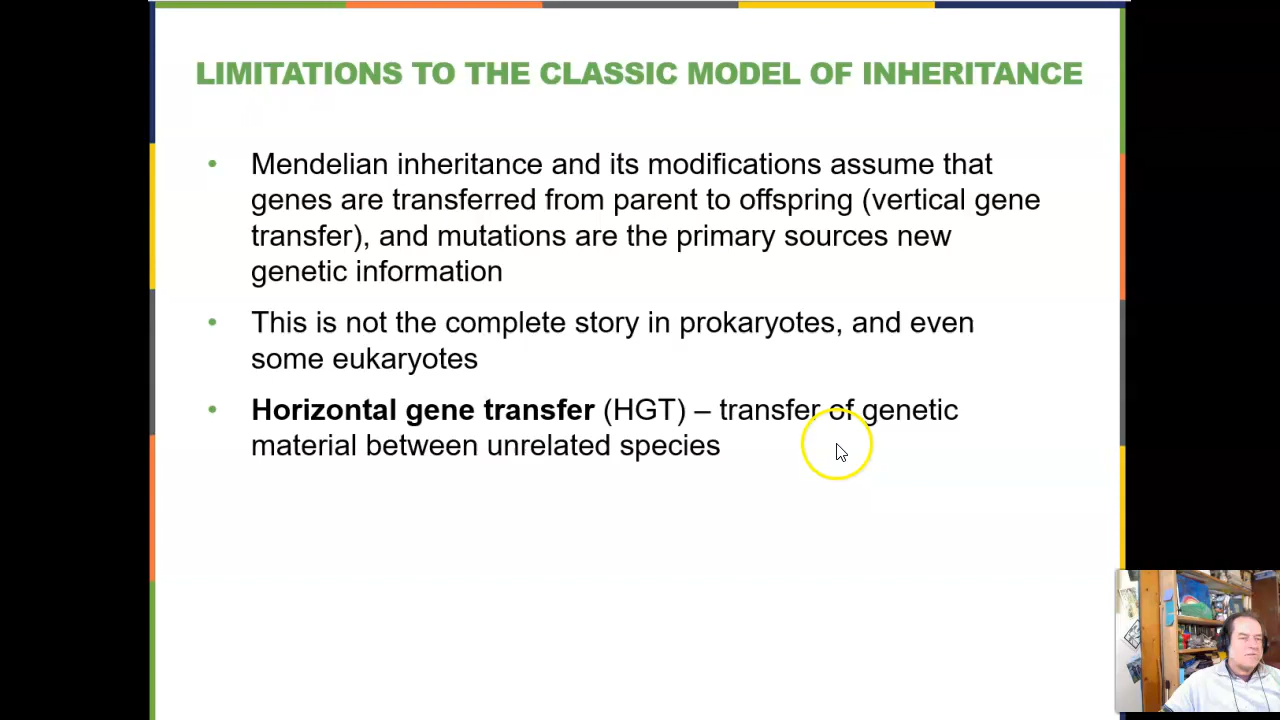 LIMITATIONS TO THE CLASSIC MODEL OF INHERITANCE
• Mendelian inheritance and its modifications assume that
genes are transferred from parent to offspring (vertical gene
transfer), and mutations are the primary sources new
genetic information
• This is not the complete story in prokaryotes, and even
some eukaryotes
• Horizontal gene transfer (HGT) – transfer of genetic
material between unrelated species